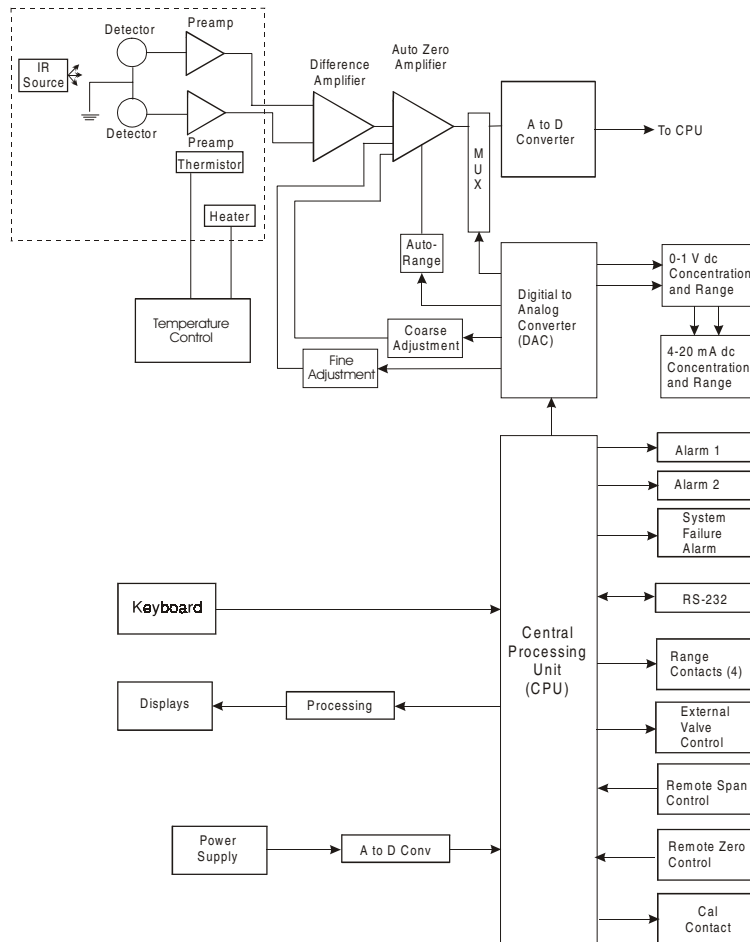 Preamp
Detector
IR
Source
Detector
Preamp
Thermistor
Heater
Temperature
Control
Difference
Amplifier
Auto Zero
Amplifier
MUX
A to D
Converter
To CPU
Auto-
Range
Coarse
Adjustment
Fine
Adjustment
Digitial to
Analog
Converter
(DAC)
0-1 V dc
Concentration
and Range
4-20 mA dc
Concentration
and Range
Central
Processing
Unit
(CPU)
Alarm 1
Alarm 2
System
Failure
Alarm
RS-232
Range
Contacts (4)
External
Valve
Control
Remote Span
Control
Remote Zero
Control
Cal
Contact
Keyboard
Displays
Processing
Power
Supply
A to D Conv